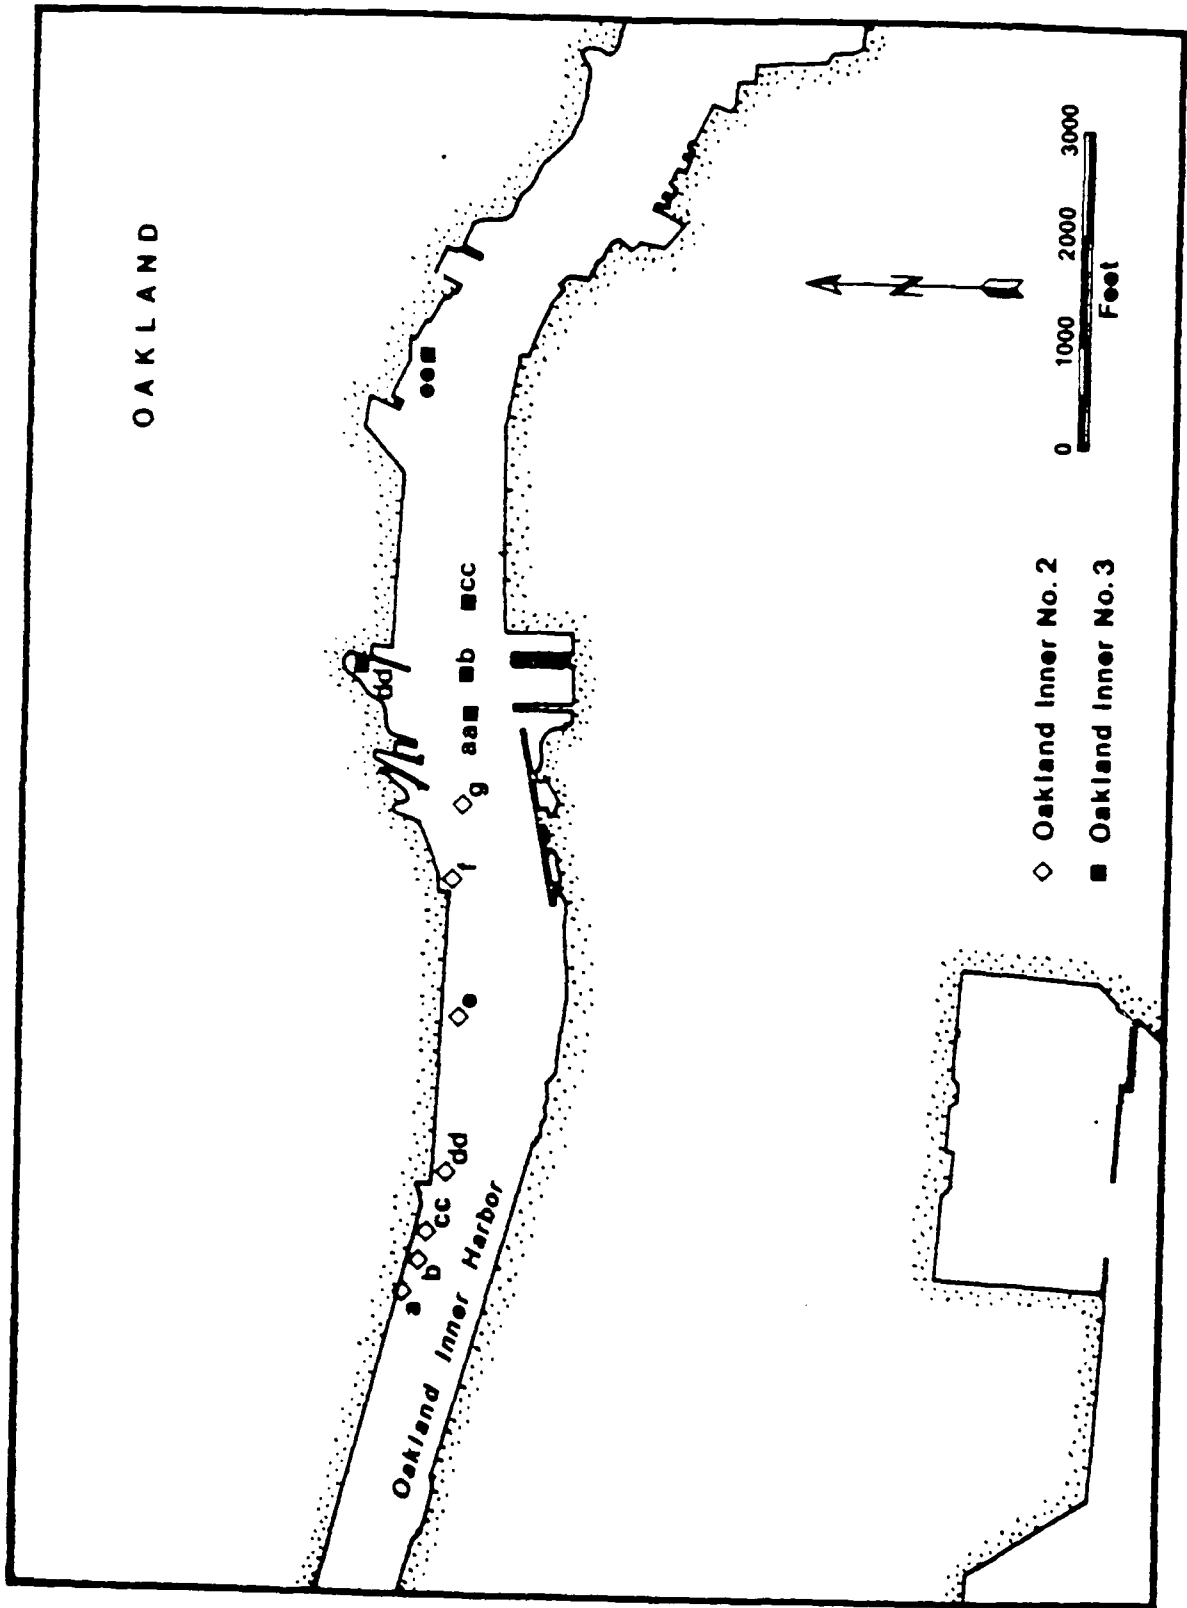 OAKLAND
ee
dd
aa
b
cc
g
f
e
dd
cc
b
a
Oakland Inner Harbor
N
0 1000 2000 3000
Feet
Oakland Inner No. 2
Oakland Inner No. 3